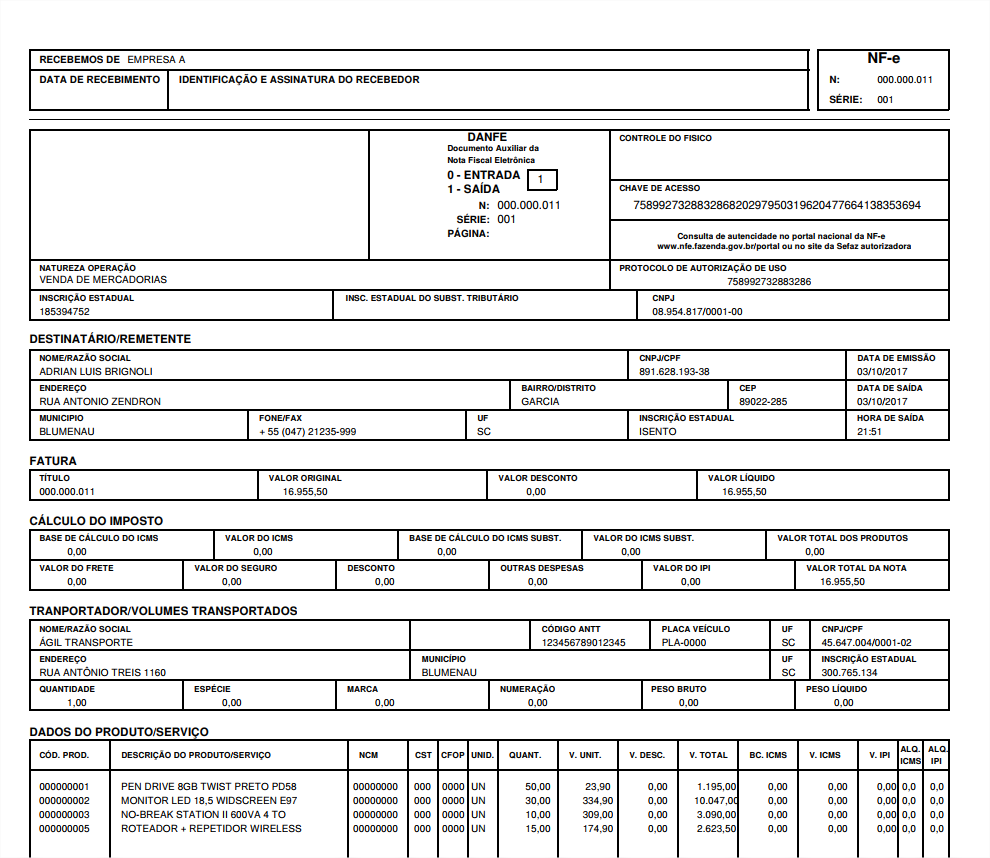 RECEBEMOS DE EMPRESA A
DATA DE RECEBIMENTO IDENTIFICAÇÃO E ASSINATURA DO RECEBEDOR
NF-e
N: 000.000.011
SÉRIE: 001
DANFE
Documento Auxiliar da
Nota Fiscal Eletrônica
0 - ENTRADA
1 - SAÍDA
1
N: 000.000.011
SÉRIE: 001
PÁGINA:
CONTROLE DO FISICO
CHAVE DE ACESSO
758992732883286820297950319620477664138353694
Consulta de autencidade no portal nacional da NF-e
www.nfe.fazenda.gov.br/portal ou no site da Sefaz autorizadora
NATUREZA OPERAÇÃO
VENDA DE MERCADORIAS
PROTOCOLO DE AUTORIZAÇÃO DE USO
758992732883286
INSCRIÇÃO ESTADUAL INSC. ESTADUAL DO SUBST. TRIBUTÁRIO CNPJ
185394752 08.954.817/0001-00
DESTINATÁRIO/REMETENTE
NOME/RAZÃO SOCIAL CNPJ/CPF DATA DE EMISSÃO
ADRIAN LUIS BRIGNOLI 891.628.193-38 03/10/2017
ENDEREÇO BAIRRO/DISTRITO CEP DATA DE SAÍDA
RUA ANTONIO ZENDRON GARCIA 89022-285 03/10/2017
MUNICIPIO FONE/FAX UF INSCRIÇÃO ESTADUAL HORA DE SAÍDA
BLUMENAU + 55 (047) 21235-999 SC ISENTO 21:51
FATURA
TÍTULO VALOR ORIGINAL VALOR DESCONTO VALOR LÍQUIDO
000.000.011 16.955,50 0,00 16.955,50
CÁLCULO DO IMPOSTO
BASE DE CÁLCULO DO ICMS VALOR DO ICMS BASE DE CÁLCULO DO ICMS SUBST. VALOR DO ICMS SUBST. VALOR TOTAL DOS PRODUTOS
0,00 0,00 0,00 0,00 0,00
VALOR DO FRETE VALOR DO SEGURO DESCONTO OUTRAS DESPESAS VALOR DO IPI VALOR TOTAL DA NOTA
0,00 0,00 0,00 0,00 0,00 16.955,50
TRANPORTADOR/VOLUMES TRANSPORTADOS
NOME/RAZÃO SOCIAL CÓDIGO ANTT PLACA VEÍCULO UF CNPJ/CPF
ÁGIL TRANSPORTE 123456789012345 PLA-0000 SC 45.647.004/0001-02
ENDEREÇO MUNICÍPIO UF INSCRIÇÃO ESTADUAL
RUA ANTÔNIO TREIS 1160 BLUMENAU SC 300.765.134
QUANTIDADE ESPÉCIE MARCA NUMERAÇÃO PESO BRUTO PESO LÍQUIDO
1,00 0,00 0,00 0,00 0,00 0,00
DADOS DO PRODUTO/SERVIÇO
CÓD. PROD. DESCRIÇÃO DO PRODUTO/SERVIÇO NCM CST CFOP UNID. QUANT. V. UNIT. V. DESC. V. TOTAL BC. ICMS V. ICMS V. IPI ALQ. ICMS ALQ. IPI
000000001 PEN DRIVE 8GB TWIST PRETO PD58 00000000 000 0000 UN 50,00 23,90 0,00 1.195,00 0,00 0,00 0,00 0,0 0,0
000000002 MONITOR LED 18,5 WIDSCREEN E97 00000000 000 0000 UN 30,00 334,90 0,00 10.047,00 0,00 0,00 0,00 0,0 0,0
000000003 NO-BREAK STATION II 600VA 4 TO 00000000 000 0000 UN 10,00 309,00 0,00 3.090,00 0,00 0,00 0,00 0,0 0,0
000000005 ROTEADOR + REPETIDOR WIRELESS 00000000 000 0000 UN 15,00 174,90 0,00 2.623,50 0,00 0,00 0,00 0,0 0,0